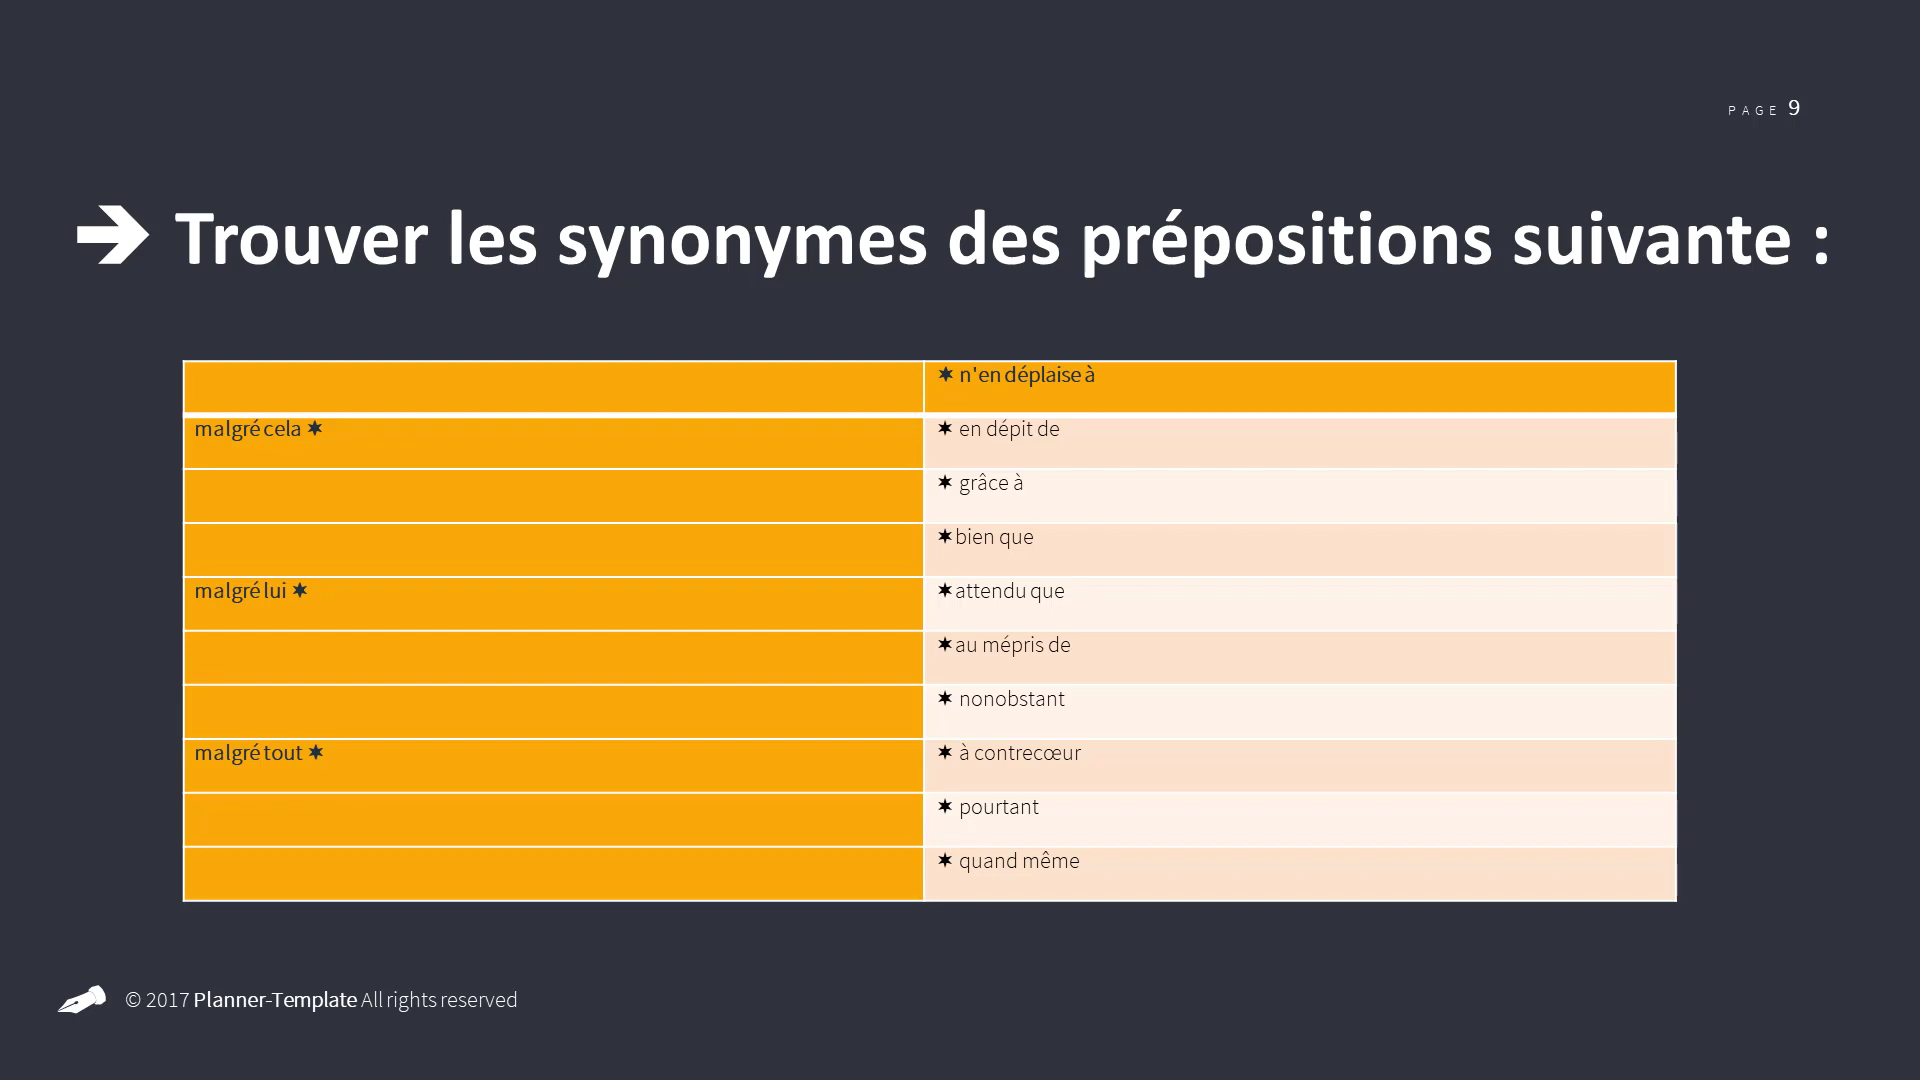 PAGE 9
➔ Trouver les synonymes des prépositions suivante :
✶ n'en déplaise à
malgré cela ✶
✶ en dépit de
✶ grâce à
✶bien que
malgré lui ✶
✶attendu que
✶au mépris de
✶ nonobstant
malgré tout ✶
✶ à contrecœur
✶ pourtant
✶ quand même
© 2017 Planner-Template All rights reserved